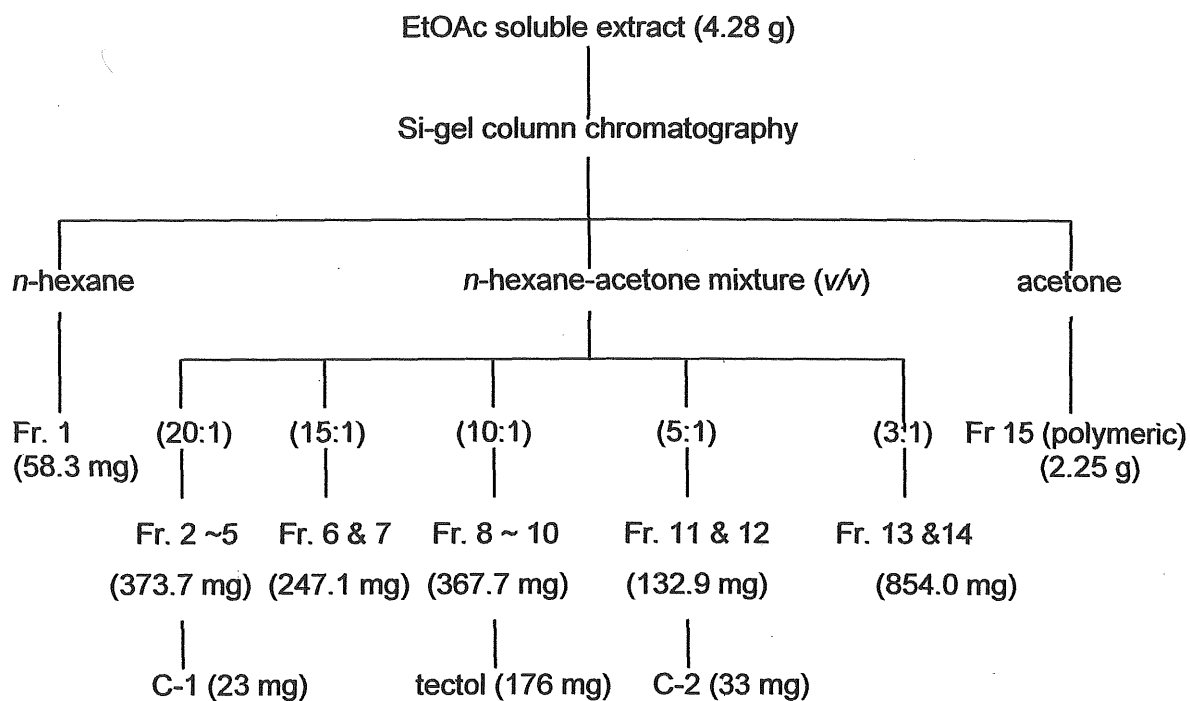 EtOAc soluble extract (4.28 g)
Si-gel column chromatography
n-hexane
n-hexane-acetone mixture (v/v)
acetone
Fr. 1
(58.3 mg)
(20:1)
(15:1)
(10:1)
(5:1)
(3:1)
Fr 15 (polymeric)
(2.25 g)
Fr. 2 ~5
Fr. 6 & 7
Fr. 8 ~ 10
Fr. 11 & 12
Fr. 13 &14
(373.7 mg)
(247.1 mg)
(367.7 mg)
(132.9 mg)
(854.0 mg)
C-1 (23 mg)
tectol (176 mg)
C-2 (33 mg)